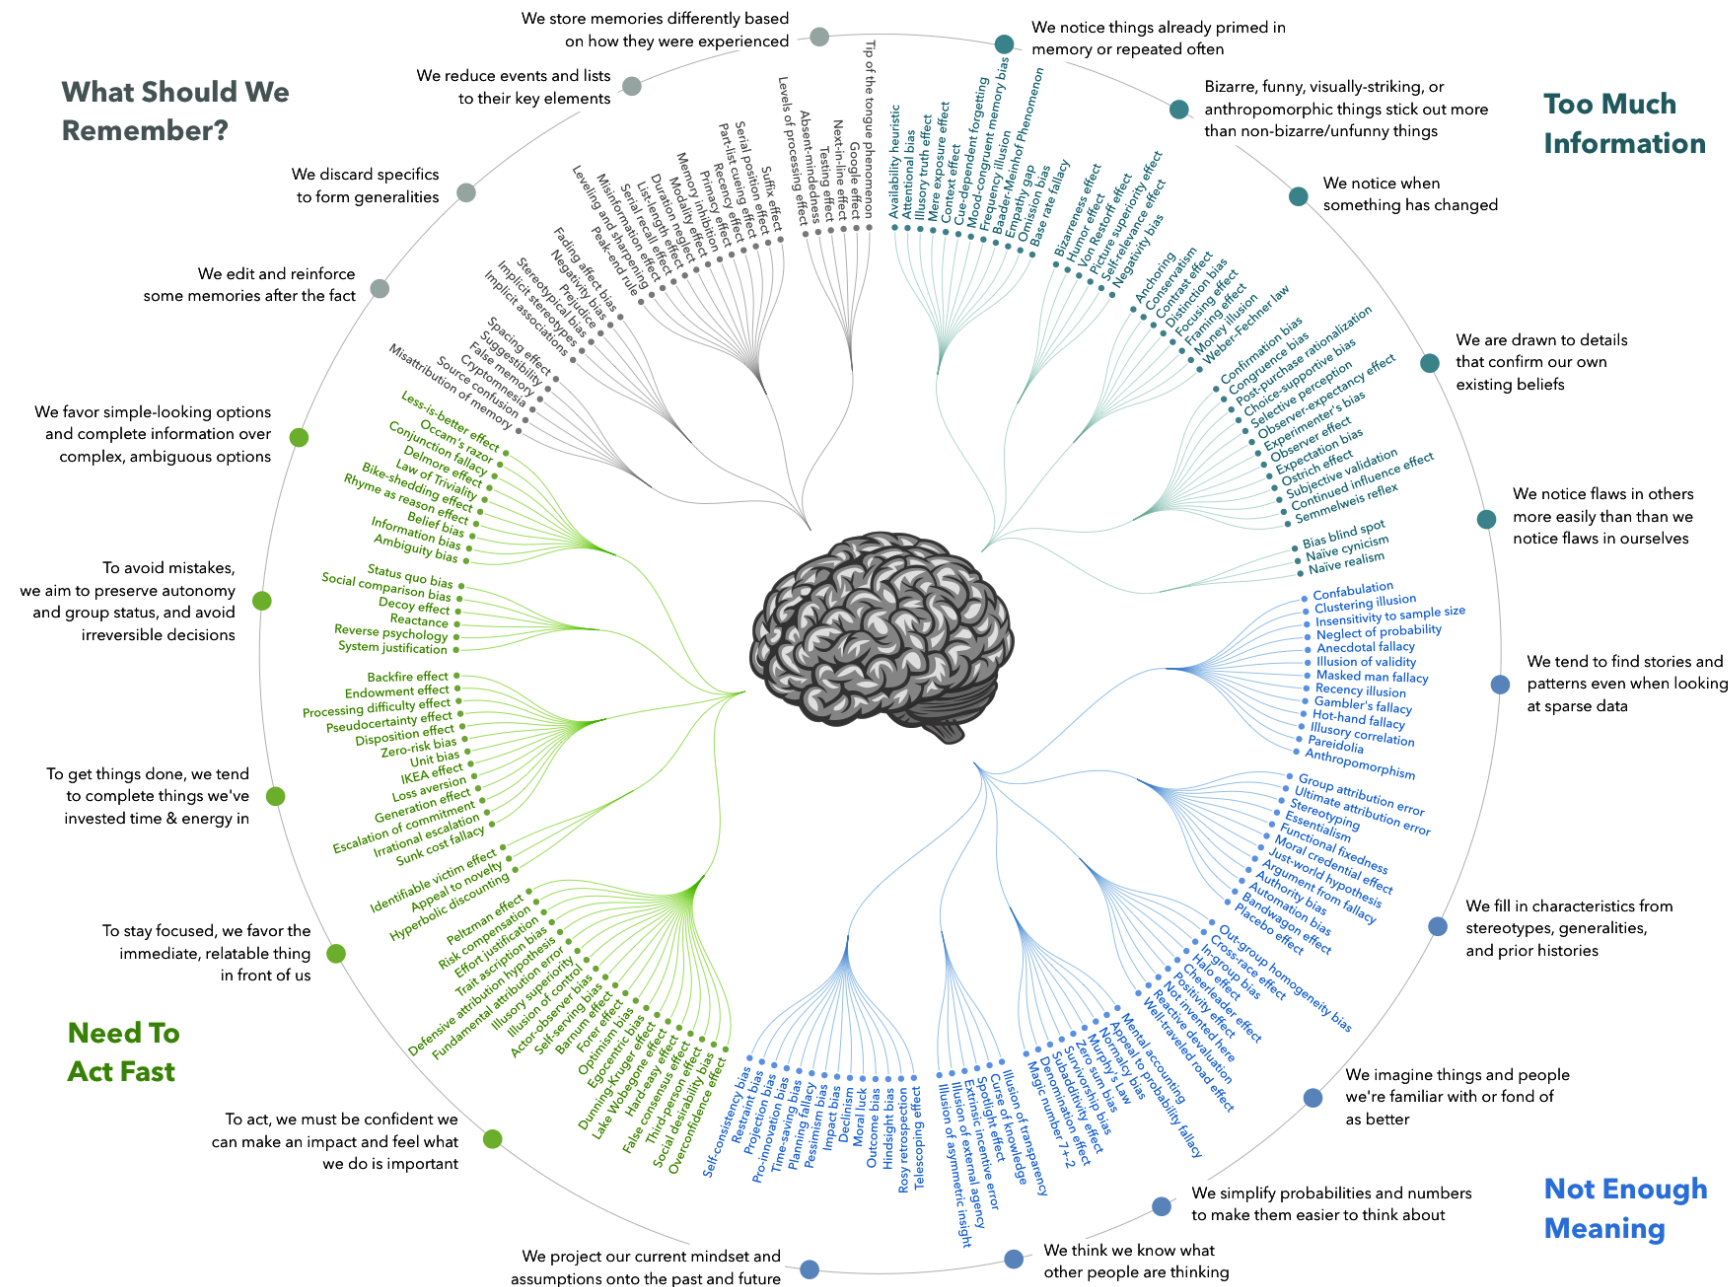 What Should We
Remember?
We store memories differently based
on how they were experienced
We reduce events and lists
to their key elements
We discard specifics
to form generalities
We edit and reinforce
some memories after the fact
Tip of the tongue phenomenon
Google effect
Next-in-line effect
Testing effect
Absent-mindedness
Levels of processing effect
Suffix effect
Serial position effect
Part-list cueing effect
Recency effect
Primacy effect
Memory inhibition
Modality effect
Duration neglect
List-length effect
Serial recall effect
Misinformation effect
Leveling and sharpening
Peak-end rule
Fading affect bias
Negativity bias
Prejudice
Stereotypical bias
Implicit stereotypes
Implicit associations
Spacing effect
Suggestibility
False memory
Cryptomnesia
Source confusion
Misattribution of memory
Too Much
Information
We notice things already primed in
memory or repeated often
Bizarre, funny, visually-striking, or
anthropomorphic things stick out more
than non-bizarre/unfunny things
We notice when
something has changed
We are drawn to details
that confirm our own
existing beliefs
We notice flaws in others
more easily than than we
notice flaws in ourselves
Availability heuristic
Attentional bias
Illusory truth effect
Mere exposure effect
Context effect
Cue-dependent forgetting
Mood-congruent memory bias
Frequency illusion
Baader-Meinhof Phenomenon
Empathy gap
Omission bias
Base rate fallacy
Bizarreness effect
Humor effect
Von Restorff effect
Picture superiority effect
Self-relevance effect
Negativity bias
Anchoring
Conservatism
Contrast effect
Distinction bias
Focusing effect
Framing effect
Money illusion
Weber-Fechner law
Confirmation bias
Congruence bias
Post-purchase rationalization
Choice-supportive bias
Selective perception
Observer-expectancy effect
Experimenter's bias
Observer effect
Expectation bias
Ostrich effect
Subjective validation
Continued influence effect
Semmelweis reflex
Bias blind spot
Naïve cynicism
Naïve realism
Not Enough
Meaning
We tend to find stories and
patterns even when looking
at sparse data
We fill in characteristics from
stereotypes, generalities,
and prior histories
We imagine things and people
we're familiar with or fond of
as better
We simplify probabilities and numbers
to make them easier to think about
We think we know what
other people are thinking
We project our current mindset and
assumptions onto the past and future
Confabulation
Clustering illusion
Insensitivity to sample size
Neglect of probability
Anecdotal fallacy
Illusion of validity
Masked man fallacy
Recency illusion
Gambler's fallacy
Hot-hand fallacy
Illusory correlation
Pareidolia
Anthropomorphism
Group attribution error
Ultimate attribution error
Stereotyping
Essentialism
Functional fixedness
Moral credential effect
Just-world hypothesis
Argument from fallacy
Authority bias
Automation bias
Bandwagon effect
Placebo effect
Out-group homogeneity bias
Cross-race effect
In-group bias
Halo effect
Cheerleader effect
Positivity effect
Not invented here
Reactive devaluation
Well-traveled road effect
Mental accounting
Appeal to probability fallacy
Normalcy bias
Murphy's Law
Zero sum bias
Survivorship bias
Subadditivity effect
Denomination effect
Magic number 7+-2
Illusion of transparency
Curse of knowledge
Spotlight effect
Extrinsic incentive error
Illusion of external agency
Illusion of asymmetric insight
Telescoping effect
Rosy retrospection
Hindsight bias
Outcome bias
Moral luck
Declinism
Impact bias
Pessimism bias
Planning fallacy
Time-saving bias
Pro-innovation bias
Projection bias
Restraint bias
Self-consistency bias
Need To
Act Fast
We favor simple-looking options
and complete information over
complex, ambiguous options
To avoid mistakes,
we aim to preserve autonomy
and group status, and avoid
irreversible decisions
To get things done, we tend
to complete things we've
invested time & energy in
To stay focused, we favor the
immediate, relatable thing
in front of us
To act, we must be confident we
can make an impact and feel what
we do is important
Less-is-better effect
Occam's razor
Conjunction fallacy
Delmore effect
Law of Triviality
Bike-shedding effect
Rhyme as reason effect
Belief bias
Information bias
Ambiguity bias
Status quo bias
Social comparison bias
Decoy effect
Reactance
Reverse psychology
System justification
Backfire effect
Endowment effect
Processing difficulty effect
Pseudocertainty effect
Disposition effect
Zero-risk bias
Unit bias
IKEA effect
Loss aversion
Generation effect
Escalation of commitment
Irrational escalation
Sunk cost fallacy
Identifiable victim effect
Appeal to novelty
Hyperbolic discounting
Peltzman effect
Risk compensation
Effort justification
Trait ascription bias
Defensive attribution hypothesis
Fundamental attribution error
Illusory superiority
Illusion of control
Actor-observer bias
Self-serving bias
Barnum effect
Forer effect
Optimism bias
Egocentric bias
Dunning-Kruger effect
Lake Wobegone effect
Hard-easy effect
False consensus effect
Third-person effect
Social desirability bias
Overconfidence effect